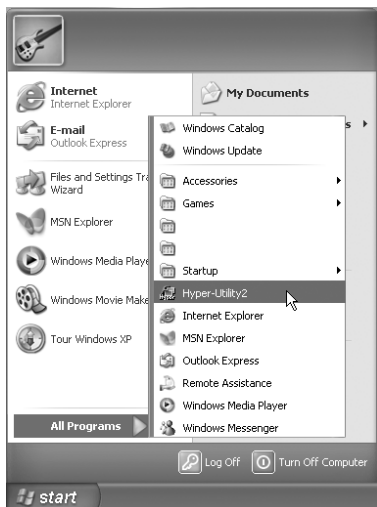 Internet
Internet Explorer
My Documents
E-mail
Outlook Express
s
Windows Catalog
Windows Update
Files and Settings Tra
Wizard
Accessories
Games
MSN Explorer
Windows Media Playe
Startup
Windows Movie Make
Hyper-Utility2
Internet Explorer
Tour Windows XP
MSN Explorer
Outlook Express
Remote Assistance
Windows Media Player
All Programs
Windows Messenger
Log Off
Turn Off Computer
start